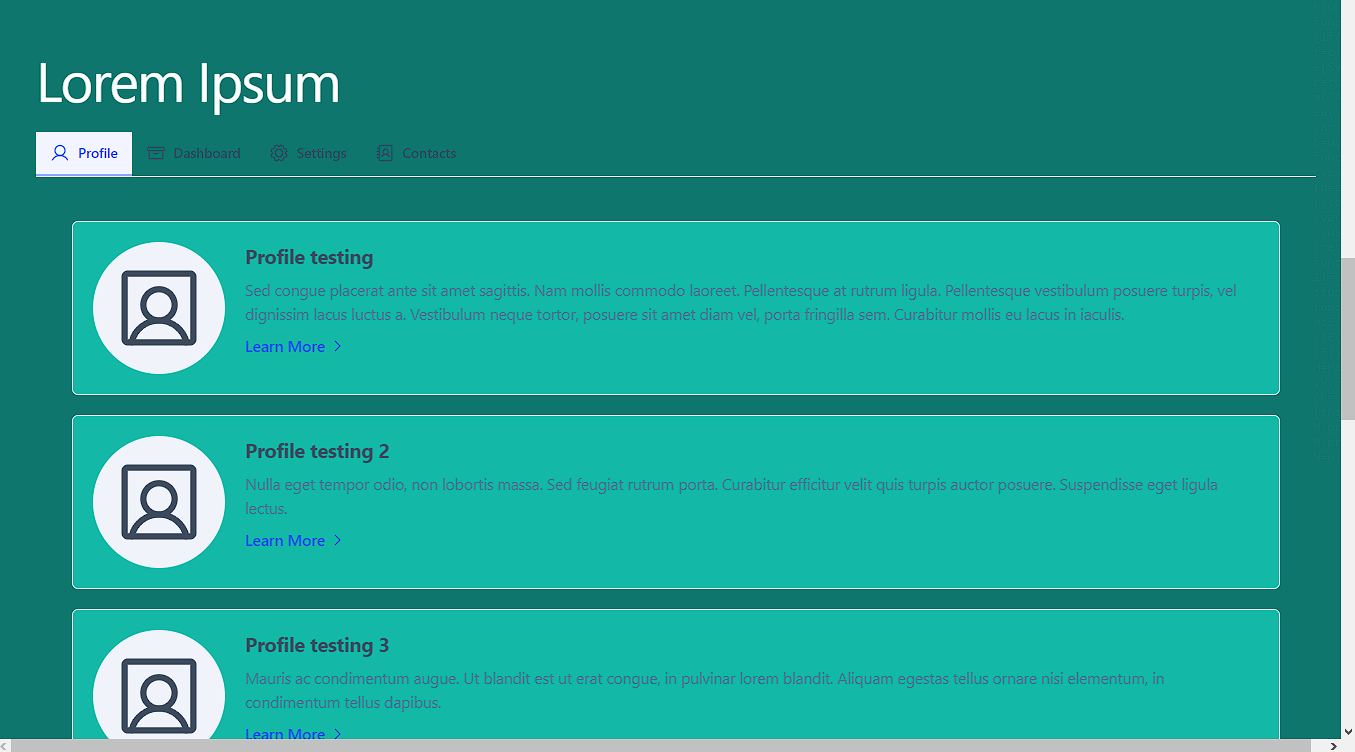 Lorem Ipsum
Profile
Dashboard
Settings
Contacts
Profile testing
Sed congue placerat ante sit amet sagittis. Nam mollis commodo laoreet. Pellentesque at rutrum ligula. Pellentesque vestibulum posuere turpis, vel
dignissim lacus luctus a. Vestibulum neque tortor, posuere sit amet diam vel, porta fringilla sem. Curabitur mollis eu lacus in iaculis.
Learn More
Profile testing 2
Nulla eget tempor odio, non lobortis massa. Sed feugiat rutrum porta. Curabitur efficitur velit quis turpis auctor posuere. Suspendisse eget ligula
lectus.
Learn More
Profile testing 3
Mauris ac condimentum augue. Ut blandit est ut erat congue, in pulvinar lorem blandit. Aliquam egestas tellus ornare nisi elementum, in
condimentum tellus dapibus.
Learn More